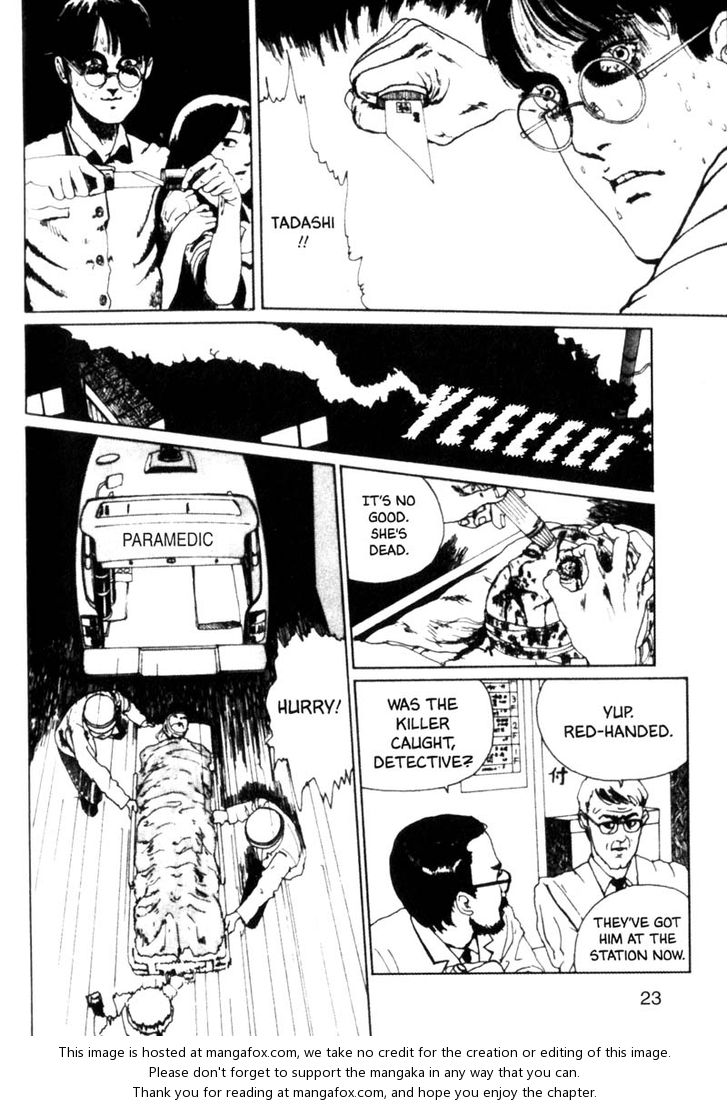 TADASHI
!!
YEEEEEEE
PARAMEDIC
HURRY!
IT'S NO
GOOD.
SHE'S
DEAD.
WAS THE
KILLER
CAUGHT,
DETECTIVE?
YUP.
RED-HANDED.
付
THEY'VE GOT
HIM AT THE
STATION NOW.
23
This image is hosted at mangafox.com, we take no credit for the creation or editing of this image.
Please don't forget to support the mangaka in any way that you can.
Thank you for reading at mangafox.com, and hope you enjoy the chapter.